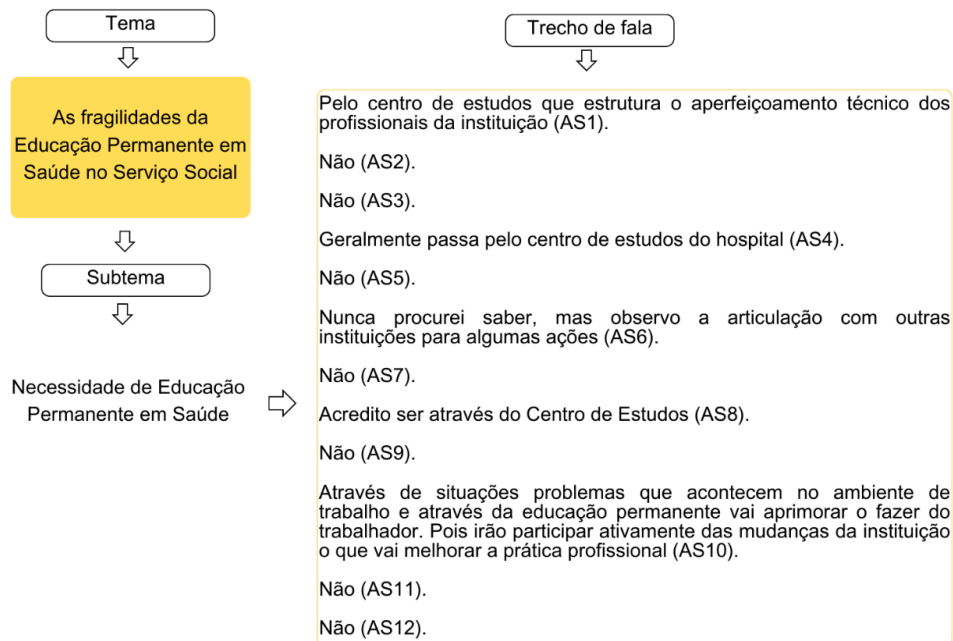 Tema
As fragilidades da
Educação Permanente em
Saúde no Serviço Social
Subtema
Necessidade de Educação
Permanente em Saúde
Trecho de fala
Pelo centro de estudos que estrutura o aperfeiçoamento técnico dos
profissionais da instituição (AS1).
Não (AS2).
Não (AS3).
Geralmente passa pelo centro de estudos do hospital (AS4).
Não (AS5).
Nunca procurei saber, mas observo a articulação com outras
instituições para algumas ações (AS6).
Não (AS7).
Acredito ser através do Centro de Estudos (AS8).
Não (AS9).
Através de situações problemas que acontecem no ambiente de
trabalho e através da educação permanente vai aprimorar o fazer do
trabalhador. Pois irão participar ativamente das mudanças da instituição
o que vai melhorar a prática profissional (AS10).
Não (AS11).
Não (AS12).